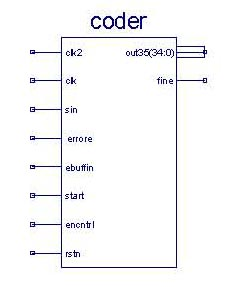 coder
clk2 out35(34:0)
clk fine
sin
errore
ebuffin
start
encntrl
rstn